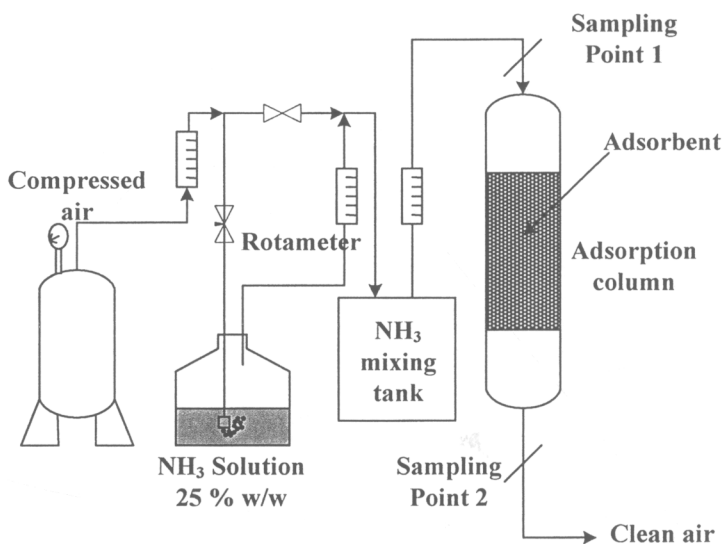 Sampling
Point 1
Adsorbent
Compressed
air
Rotameter
Adsorption
column
NH₃
mixing
tank
NH₃ Solution
25 % w/w
Sampling
Point 2
Clean air